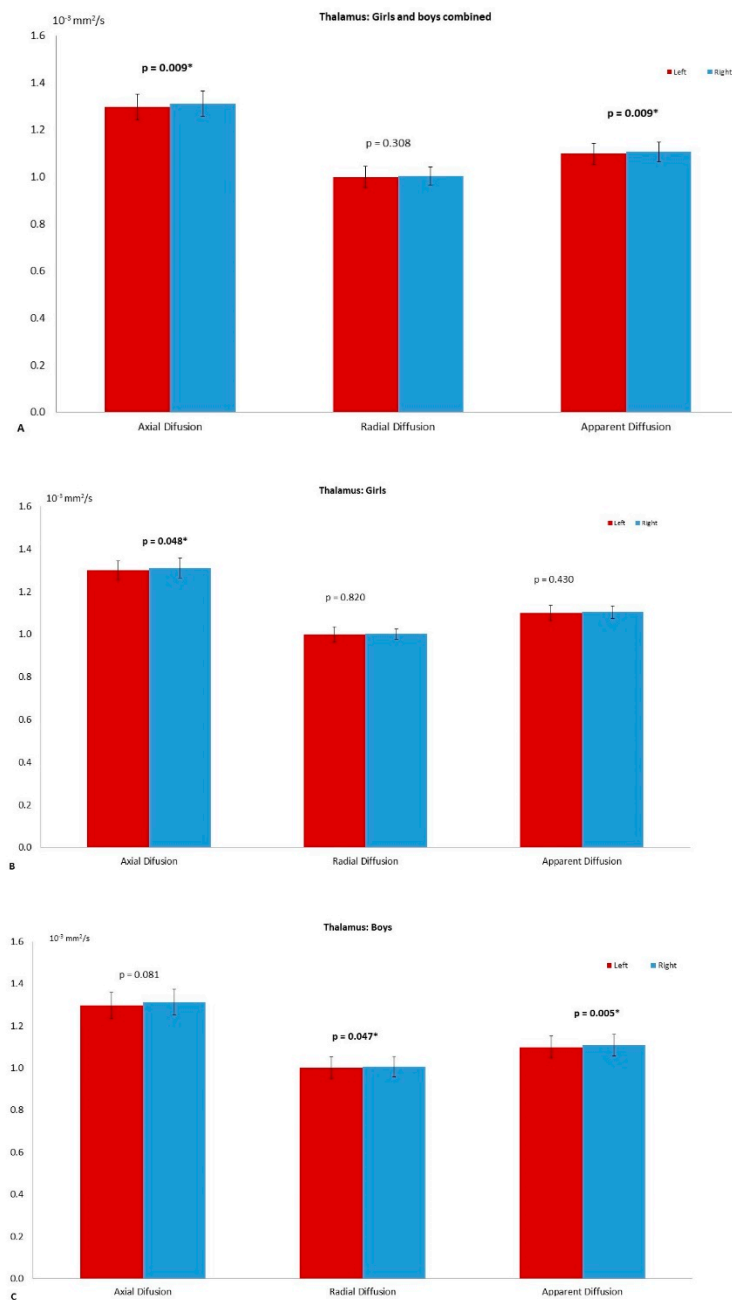 Thalamus: Girls and boys combined
10⁻³ mm²/s
1.6
1.4
1.2
1.0
0.8
0.6
0.4
0.2
0.0
p = 0.009*
p = 0.308
p = 0.009*
Left Right
Axial Difusion Radial Diffusion Apparent Diffusion
A
Thalamus: Girls
10⁻³ mm²/s
1.6
1.4
1.2
1.0
0.8
0.6
0.4
0.2
0.0
p = 0.048*
p = 0.820
p = 0.430
Left Right
Axial Difusion Radial Diffusion Apparent Diffusion
B
Thalamus: Boys
10⁻³ mm²/s
1.6
1.4
1.2
1.0
0.8
0.6
0.4
0.2
0.0
p = 0.081
p = 0.047*
p = 0.005*
Left Right
Axial Difusion Radial Diffusion Apparent Diffusion
C